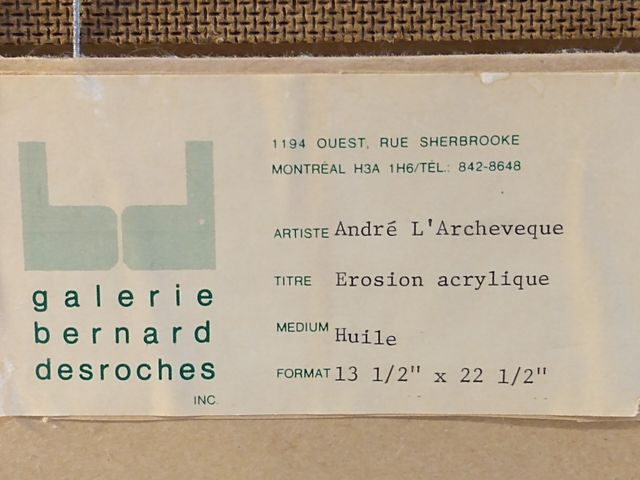 1194 OUEST, RUE SHERBROOKE
MONTRÉAL H3A 1H6/TÉL.: 842-8648
ARTISTE André L'Archeveque
TITRE Erosion acrylique
MEDIUM Huile
FORMAT 13 1/2" x 22 1/2"
bd
galerie
bernard
desroches
INC.